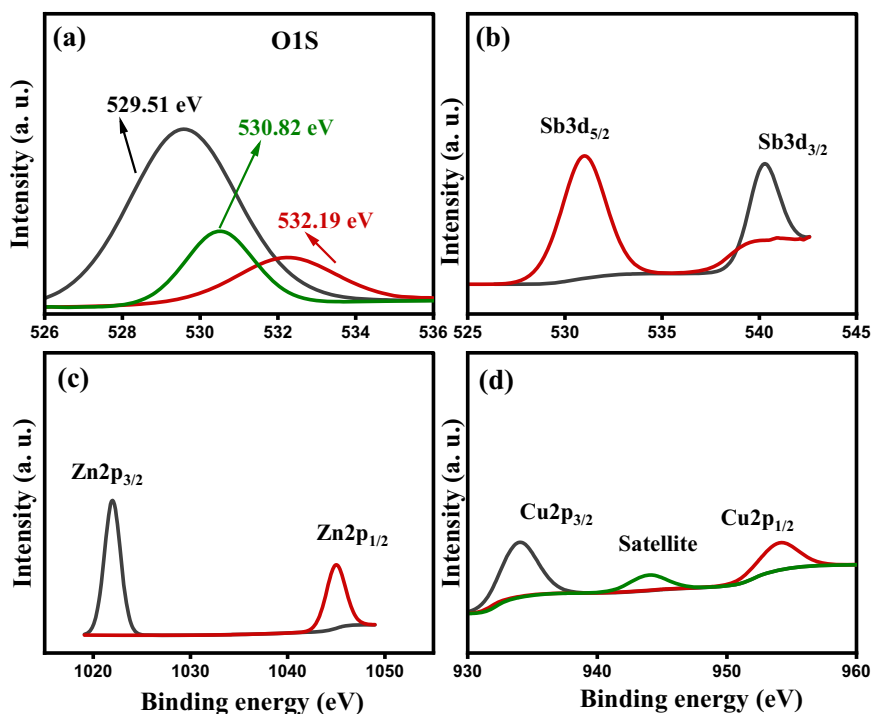 (a)
O1S
529.51 eV
530.82 eV
532.19 eV
Intensity (a. u.)
526 528 530 532 534 536
(b)
Sb3d5/2
Sb3d3/2
Intensity (a. u.)
525 530 535 540 545
(c)
Zn2p3/2
Zn2p1/2
Intensity (a. u.)
1020 1030 1040 1050
Binding energy (eV)
(d)
Cu2p3/2
Satellite
Cu2p1/2
Intensity (a. u.)
930 940 950 960
Binding energy (eV)